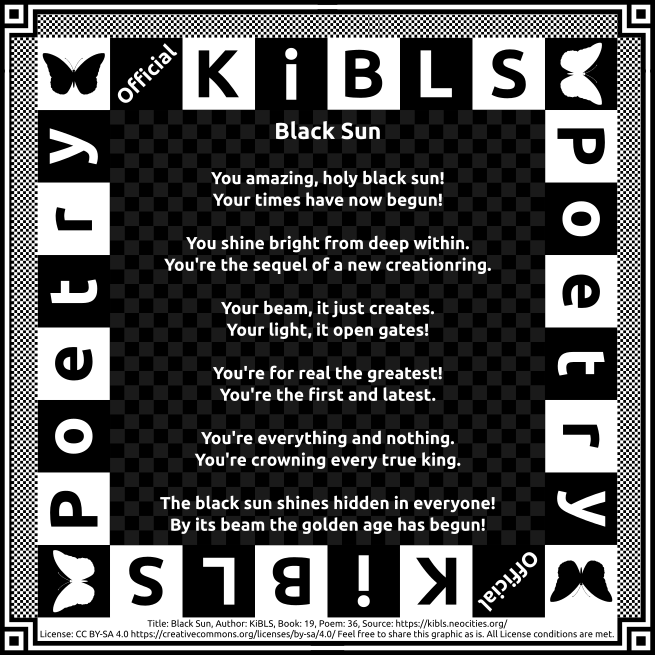 Official KiBLS
Poetry
Poetry
Black Sun
You amazing, holy black sun!
Your times have now begun!
You shine bright from deep within.
You're the sequel of a new creationring.
Your beam, it just creates.
Your light, it open gates!
You're for real the greatest!
You're the first and latest.
You're everything and nothing.
You're crowning every true king.
The black sun shines hidden in everyone!
By its beam the golden age has begun!
Official KiBLS
Title: Black Sun, Author: KiBLS, Book: 19, Poem: 36, Source: https://kibls.neocities.org/
License: CC BY-SA 4.0 https://creativecommons.org/licenses/by-sa/4.0/ Feel free to share this graphic as is. All License conditions are met.